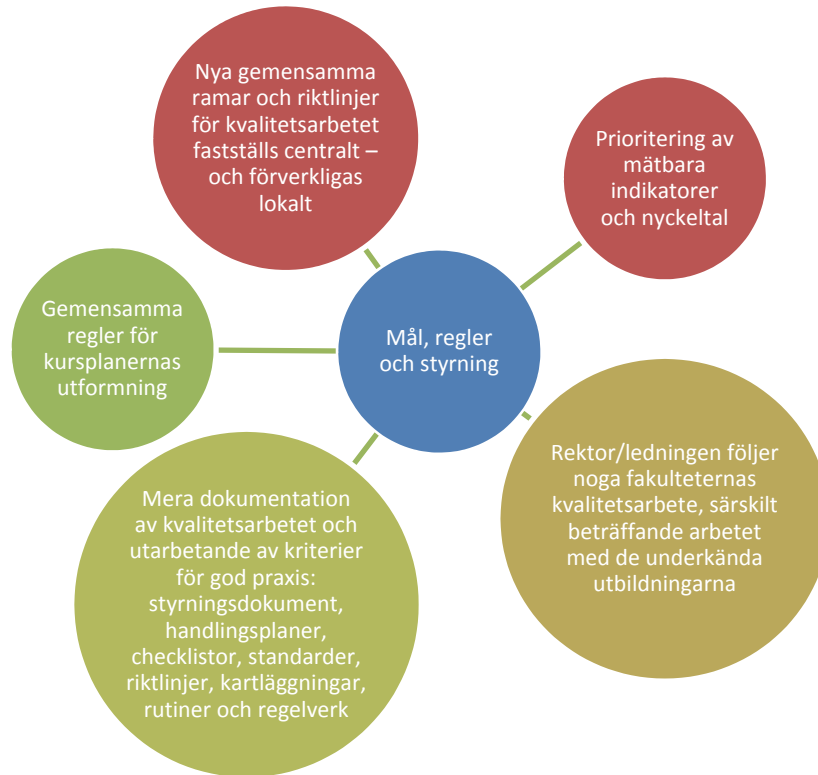 Nya gemensamma
ramar och riktlinjer
för kvalitetsarbetet
fastställs centralt –
och förverkligas
lokalt
Prioritering av
mätbara
indikatorer
och nyckeltal
Gemensamma
regler för
kursplanernas
utformning
Mål, regler
och styrning
Rektor/ledningen följer
noga fakulteternas
kvalitetsarbete, särskilt
beträffande arbetet
med de underkända
utbildningarna
Mera dokumentation
av kvalitetsarbetet och
utarbetande av kriterier
för god praxis:
styrningsdokument,
handlingsplaner,
checklistor, standarder,
riktlinjer, kartläggningar,
rutiner och regelverk